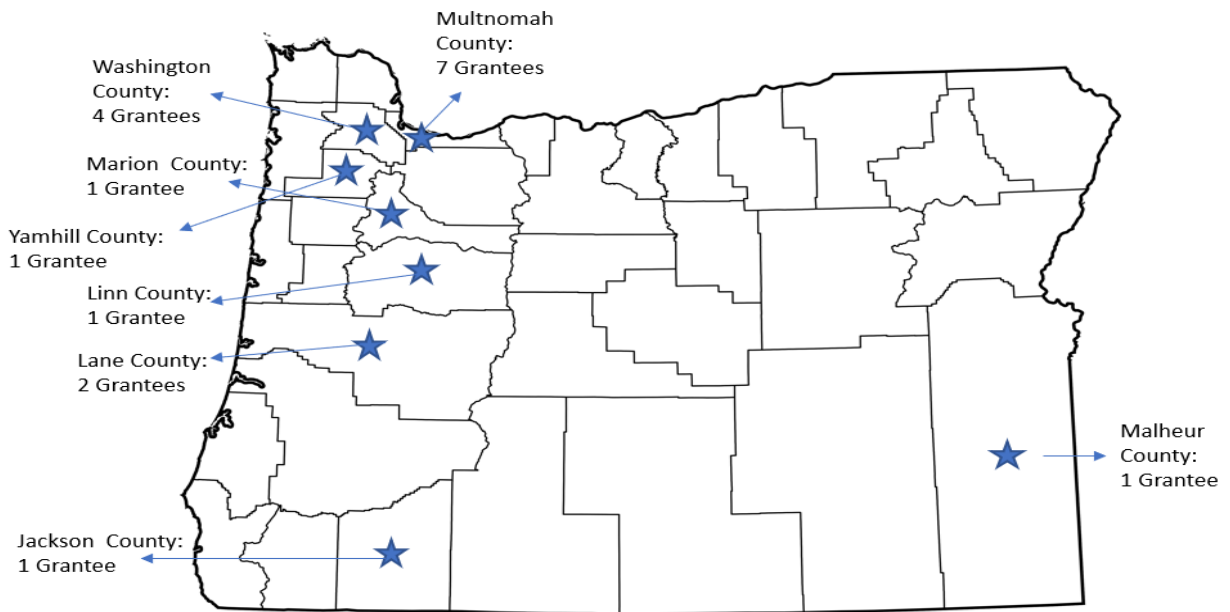 Multnomah
County:
7 Grantees
Washington
County:
4 Grantees
Marion County:
1 Grantee
Yamhill County:
1 Grantee
Linn County:
1 Grantee
Lane County:
2 Grantees
Malheur
County:
1 Grantee
Jackson County:
1 Grantee